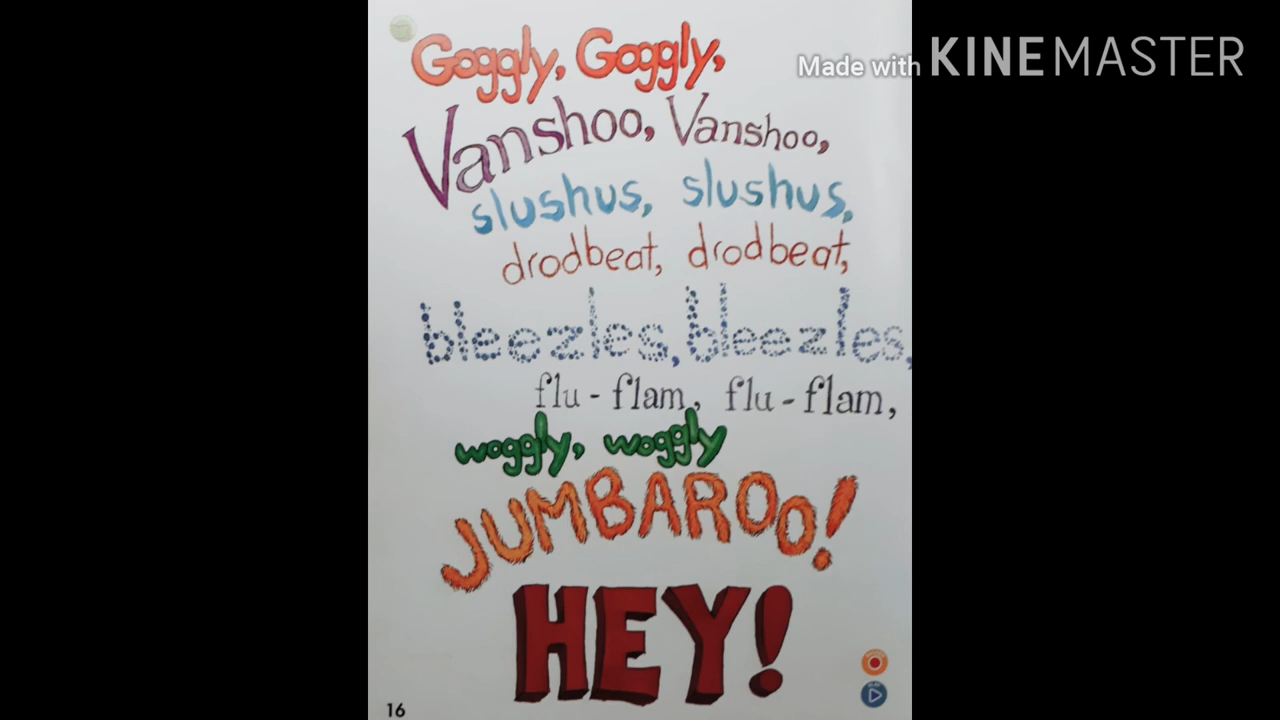 Goggly, Goggly,
Made with KINEMASTER
Vanshoo, Vanshoo,
slushus, slushus,
drodbeat, drodbeat,
bleezles, bleezles,
flu - flam, flu - flam,
woggly, woggly
JUMBAROO!
HEY!
16